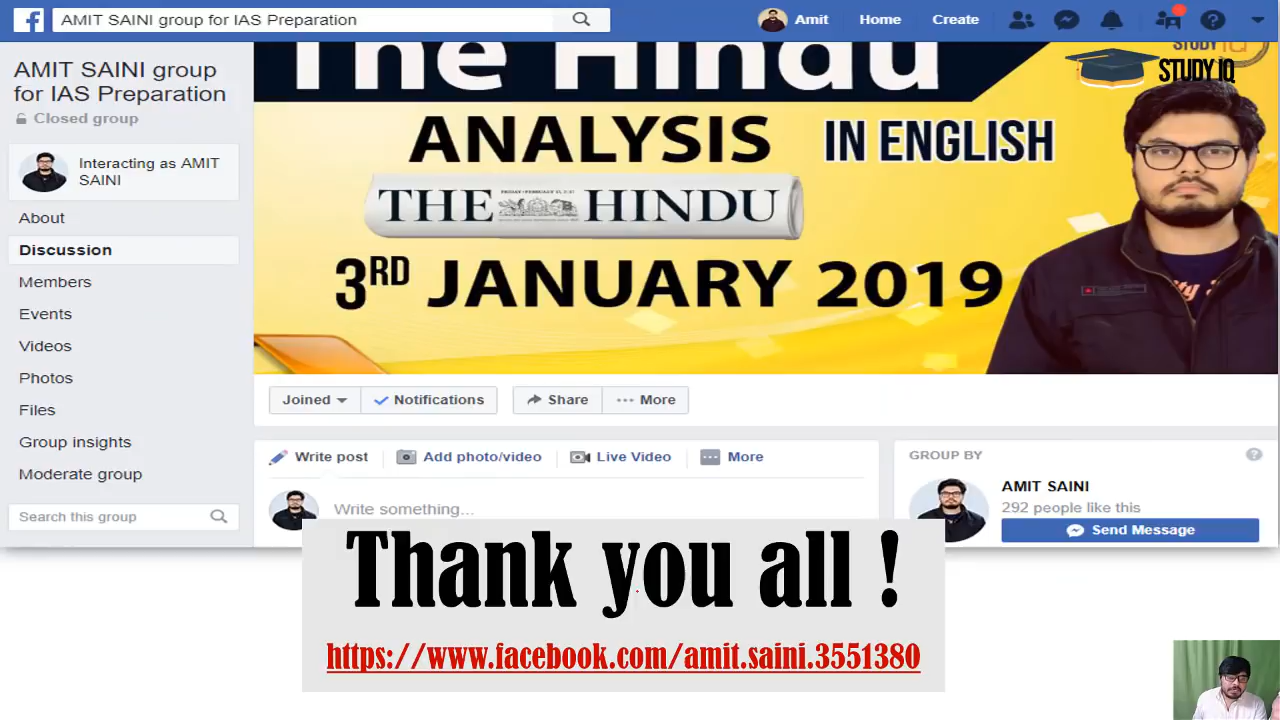 AMIT SAINI group for IAS Preparation
Amit
Home
Create
AMIT SAINI group
for IAS Preparation
Closed group
Interacting as AMIT
SAINI
About
Discussion
Members
Events
Videos
Photos
Files
Group insights
Moderate group
Search this group
The Hindu
STUDY IQ
STUDY IQ
ANALYSIS
IN ENGLISH
THE HINDU
3RD JANUARY 2019
Joined
Notifications
Share
More
Write post
Add photo/video
Live Video
More
Write something...
GROUP BY
AMIT SAINI
292 people like this
Send Message
Thank you all !
https://www.facebook.com/amit.saini.3551380